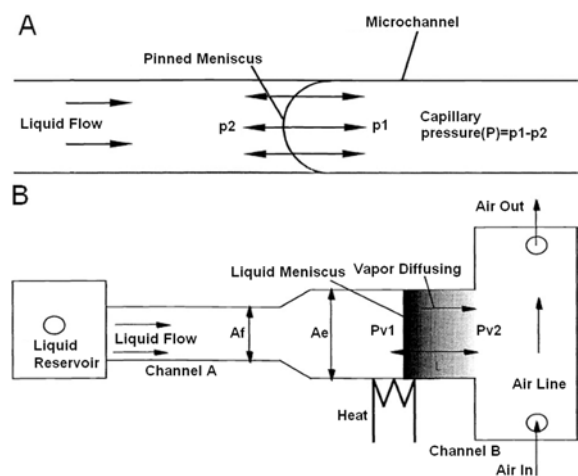 A
Microchannel
Pinned Meniscus
Liquid Flow
p2
p1
Capillary
pressure(P)=p1-p2
B
Air Out
Liquid Meniscus
Vapor Diffusing
Liquid
Reservoir
Liquid Flow
Channel A
Af
Ae
Pv1
Pv2
L
Air Line
Heat
Channel B
Air In